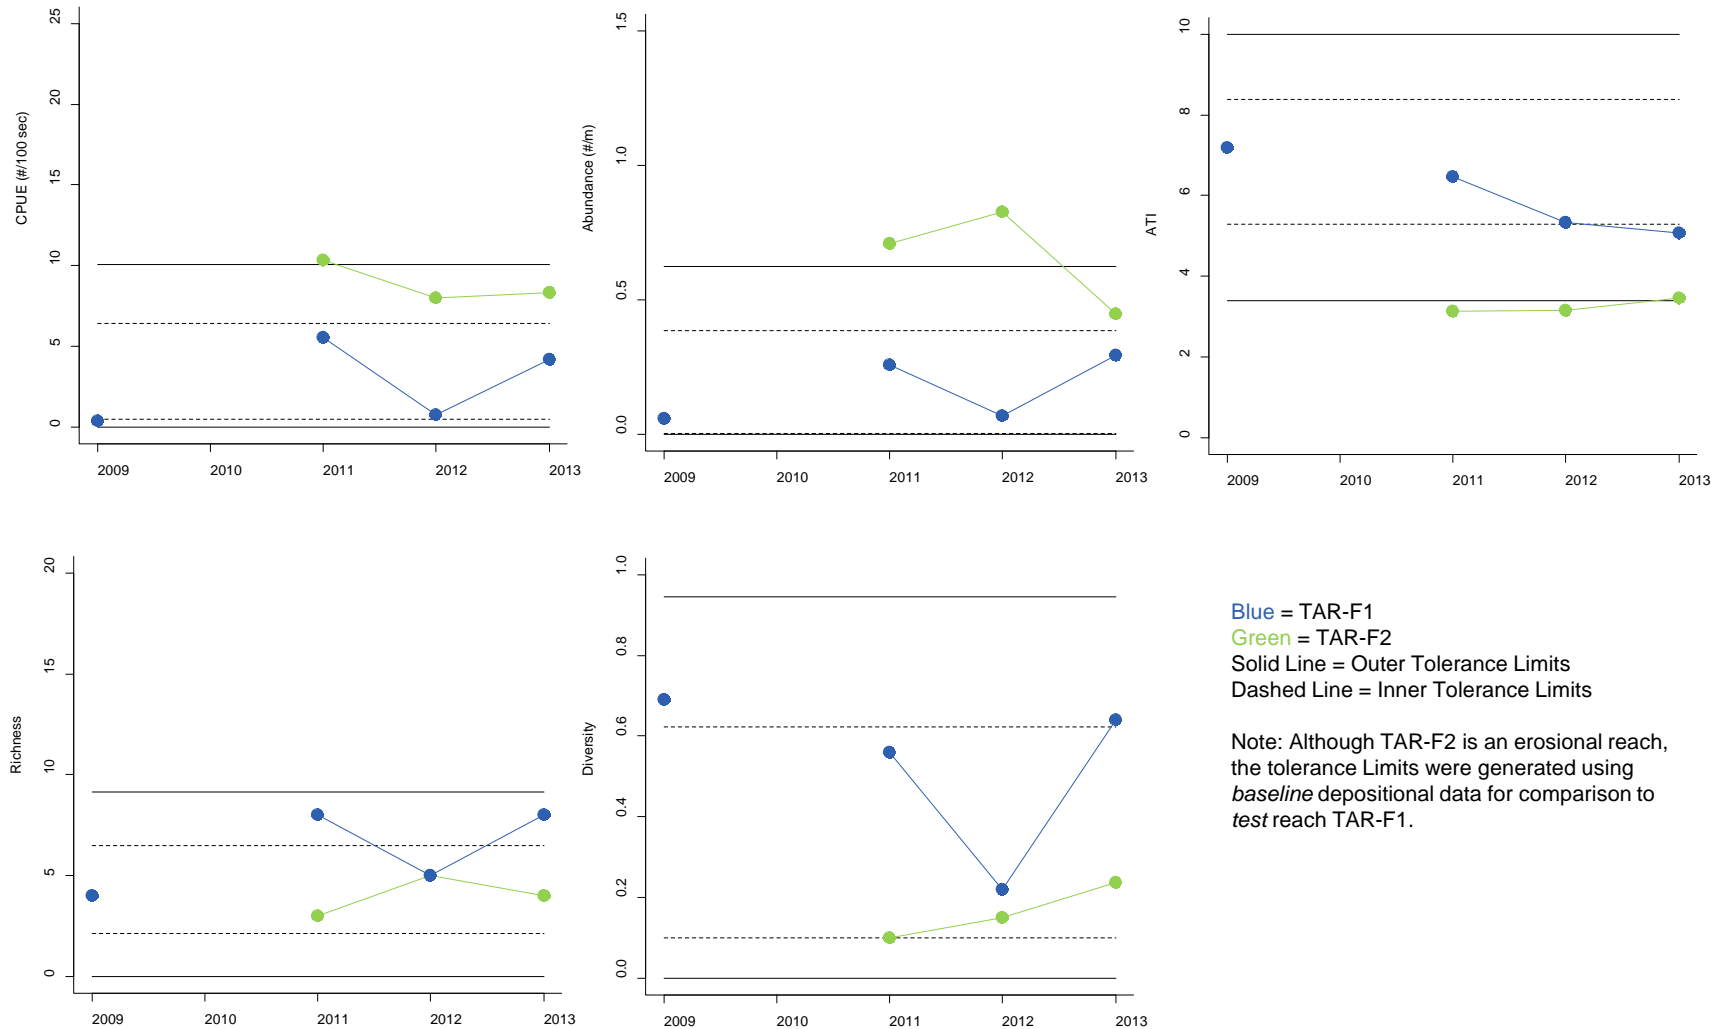 CPUE (#/100 sec)
25
20
15
10
5
0
2009 2010 2011 2012 2013
Abundance (#/m)
1.5
1.0
0.5
0.0
2009 2010 2011 2012 2013
ATI
10
8
6
4
2
0
2009 2010 2011 2012 2013
Richness
20
15
10
5
0
2009 2010 2011 2012 2013
Diversity
1.0
0.8
0.6
0.4
0.2
0.0
2009 2010 2011 2012 2013
Blue = TAR-F1
Green = TAR-F2
Solid Line = Outer Tolerance Limits
Dashed Line = Inner Tolerance Limits
Note: Although TAR-F2 is an erosional reach,
the tolerance Limits were generated using
baseline depositional data for comparison to
test reach TAR-F1.